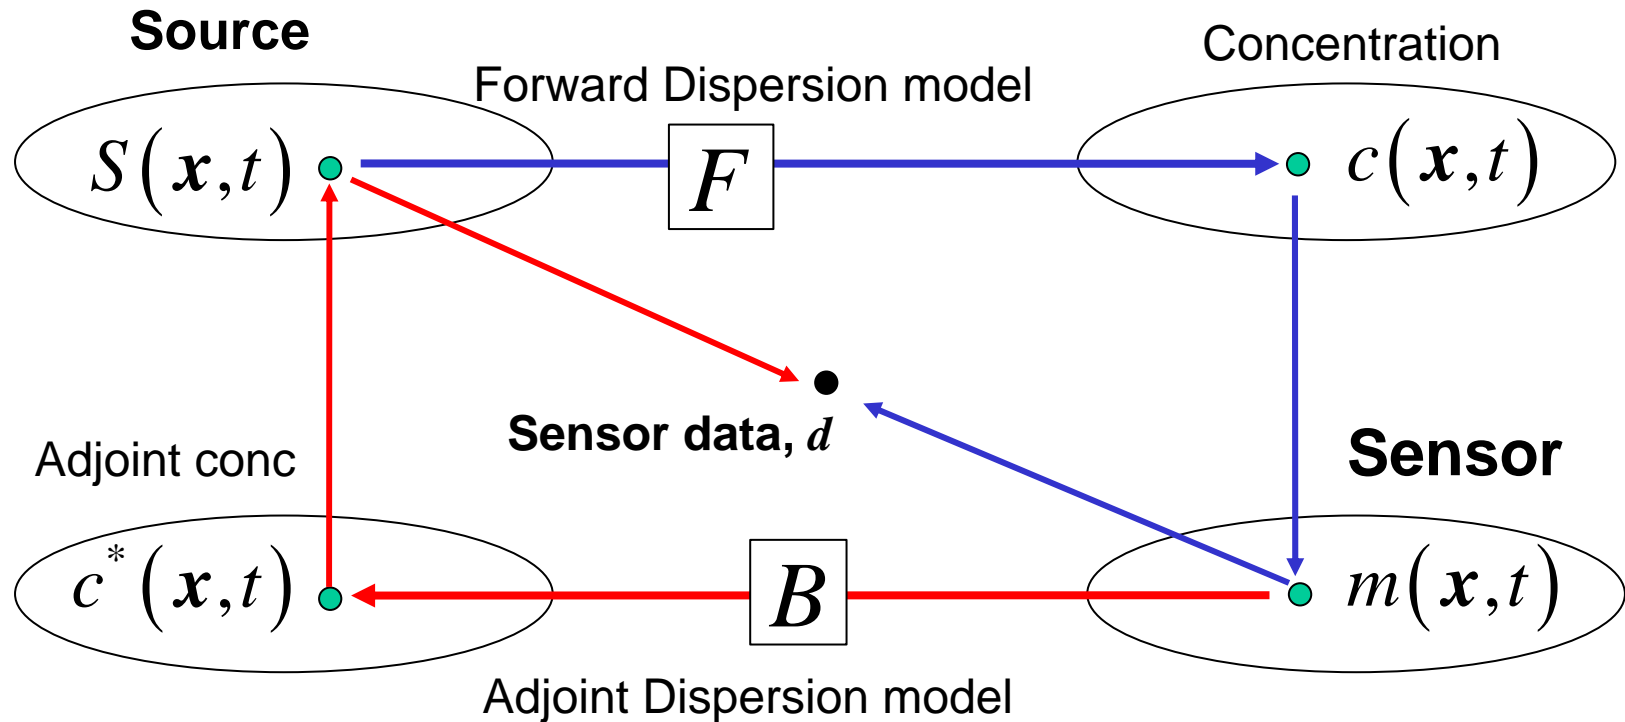 Source
Concentration
Forward Dispersion model
S(x,t)
F
c(x,t)
Sensor data, d
Adjoint conc
Sensor
c*(x,t)
B
m(x,t)
Adjoint Dispersion model